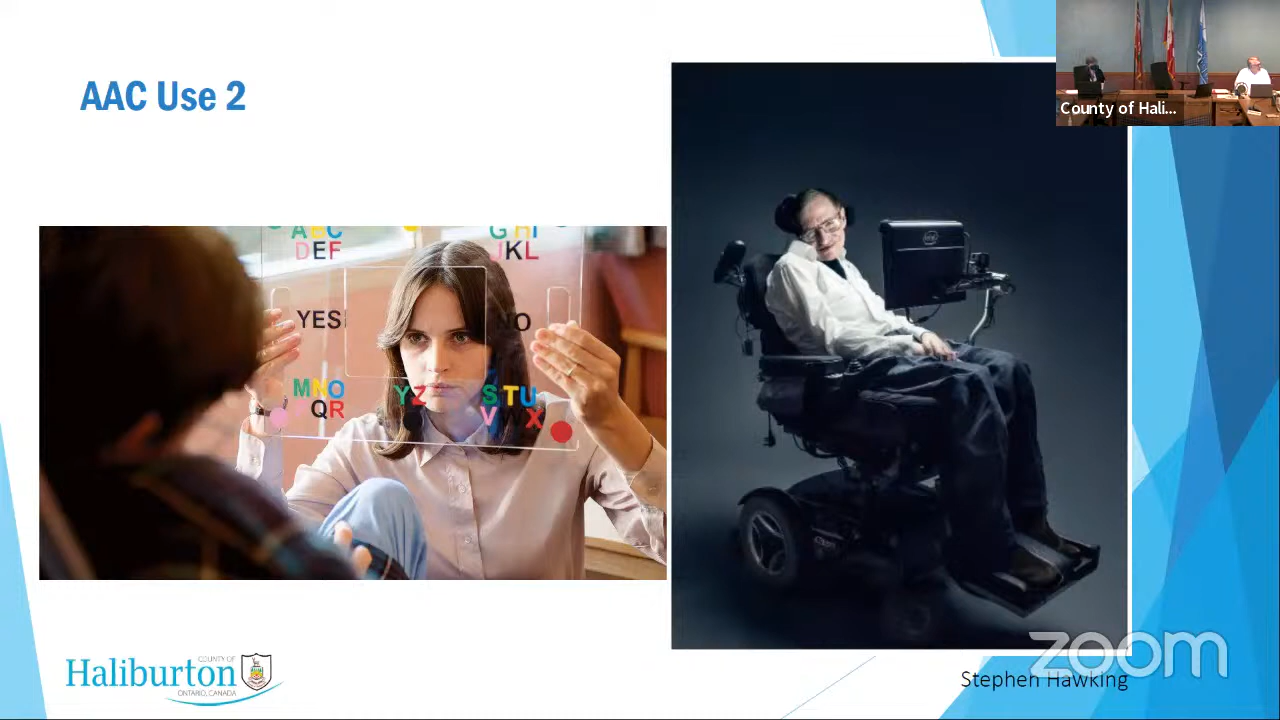 AAC Use 2
County of Hali...
ABC
DEF
GHI
JKL
YES
NO
MNO
PQR
YZ
STU
VWX
intel
COUNTY OF
Haliburton
ONTARIO, CANADA
Stephen Hawking
zoom